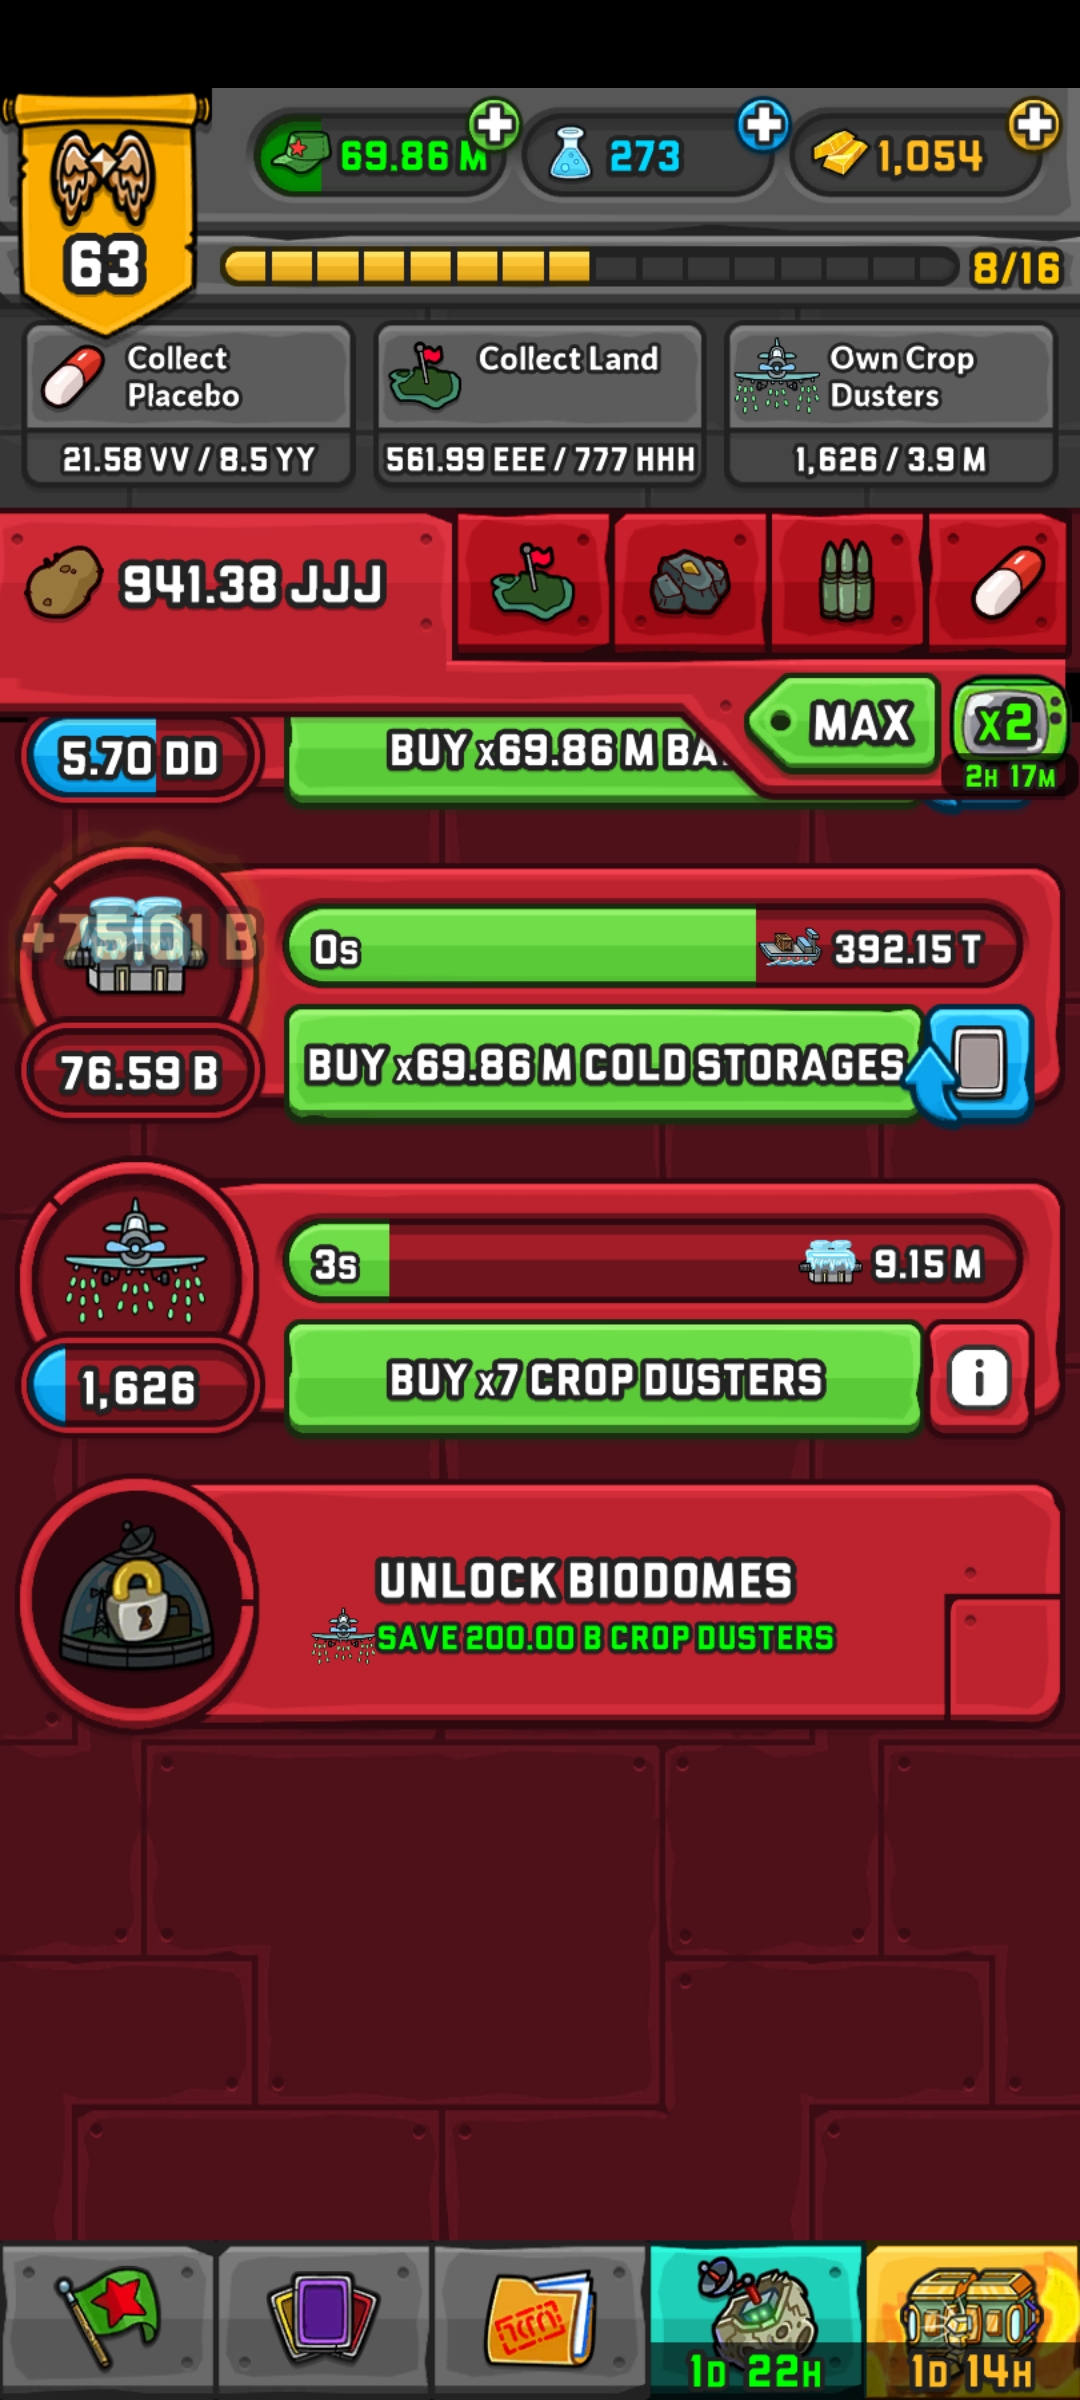 69.86 M
273
1,054
63
8/16
Collect
Placebo
21.58 VV / 8.5 YY
Collect Land
561.99 EEE / 777 HHH
Own Crop
Dusters
1,626 / 3.9 M
941.38 JJJ
MAX
x2
2H 17M
5.70 DD
BUY x69.86 M
+75.01 B
0s
392.15 T
76.59 B
BUY x69.86 M COLD STORAGES
3s
9.15 M
1,626
BUY x7 CROP DUSTERS
i
UNLOCK BIODOMES
SAVE 200.00 B CROP DUSTERS
1D 22H
1D 14H